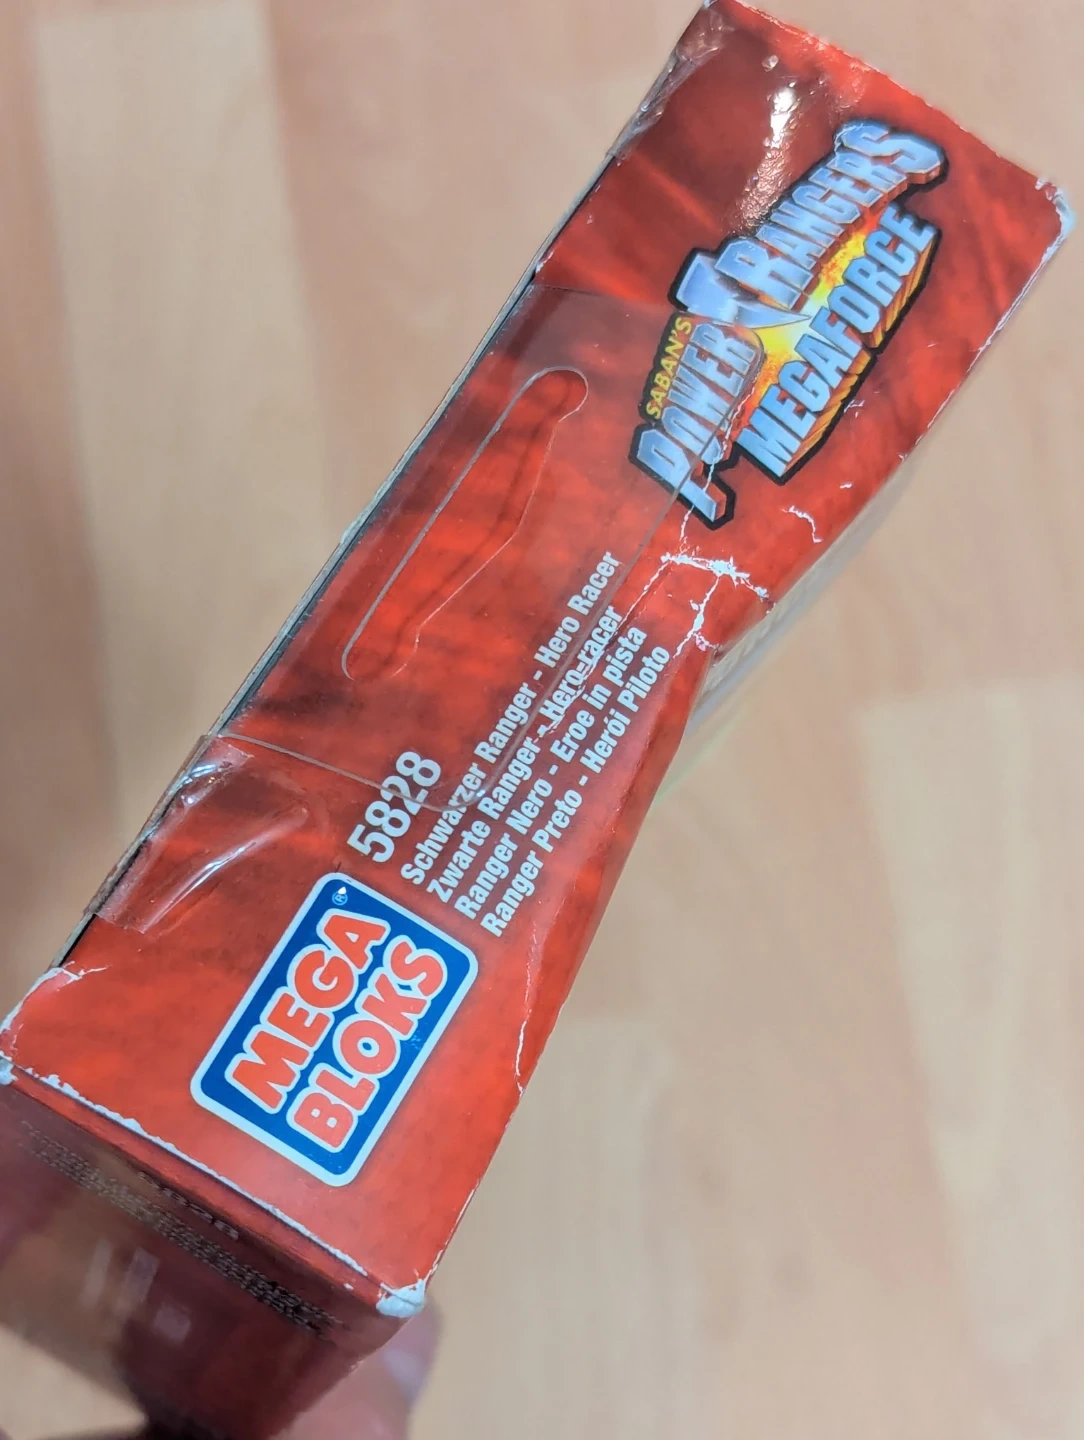 SABAN'S
POWER RANGERS
MEGAFORCE
5828
Schwarzer Ranger - Hero Racer
Zwarte Ranger - Hero-racer
Ranger Nero - Eroe in pista
Ranger Preto - Herói Piloto
MEGA
BLOKS®
5828